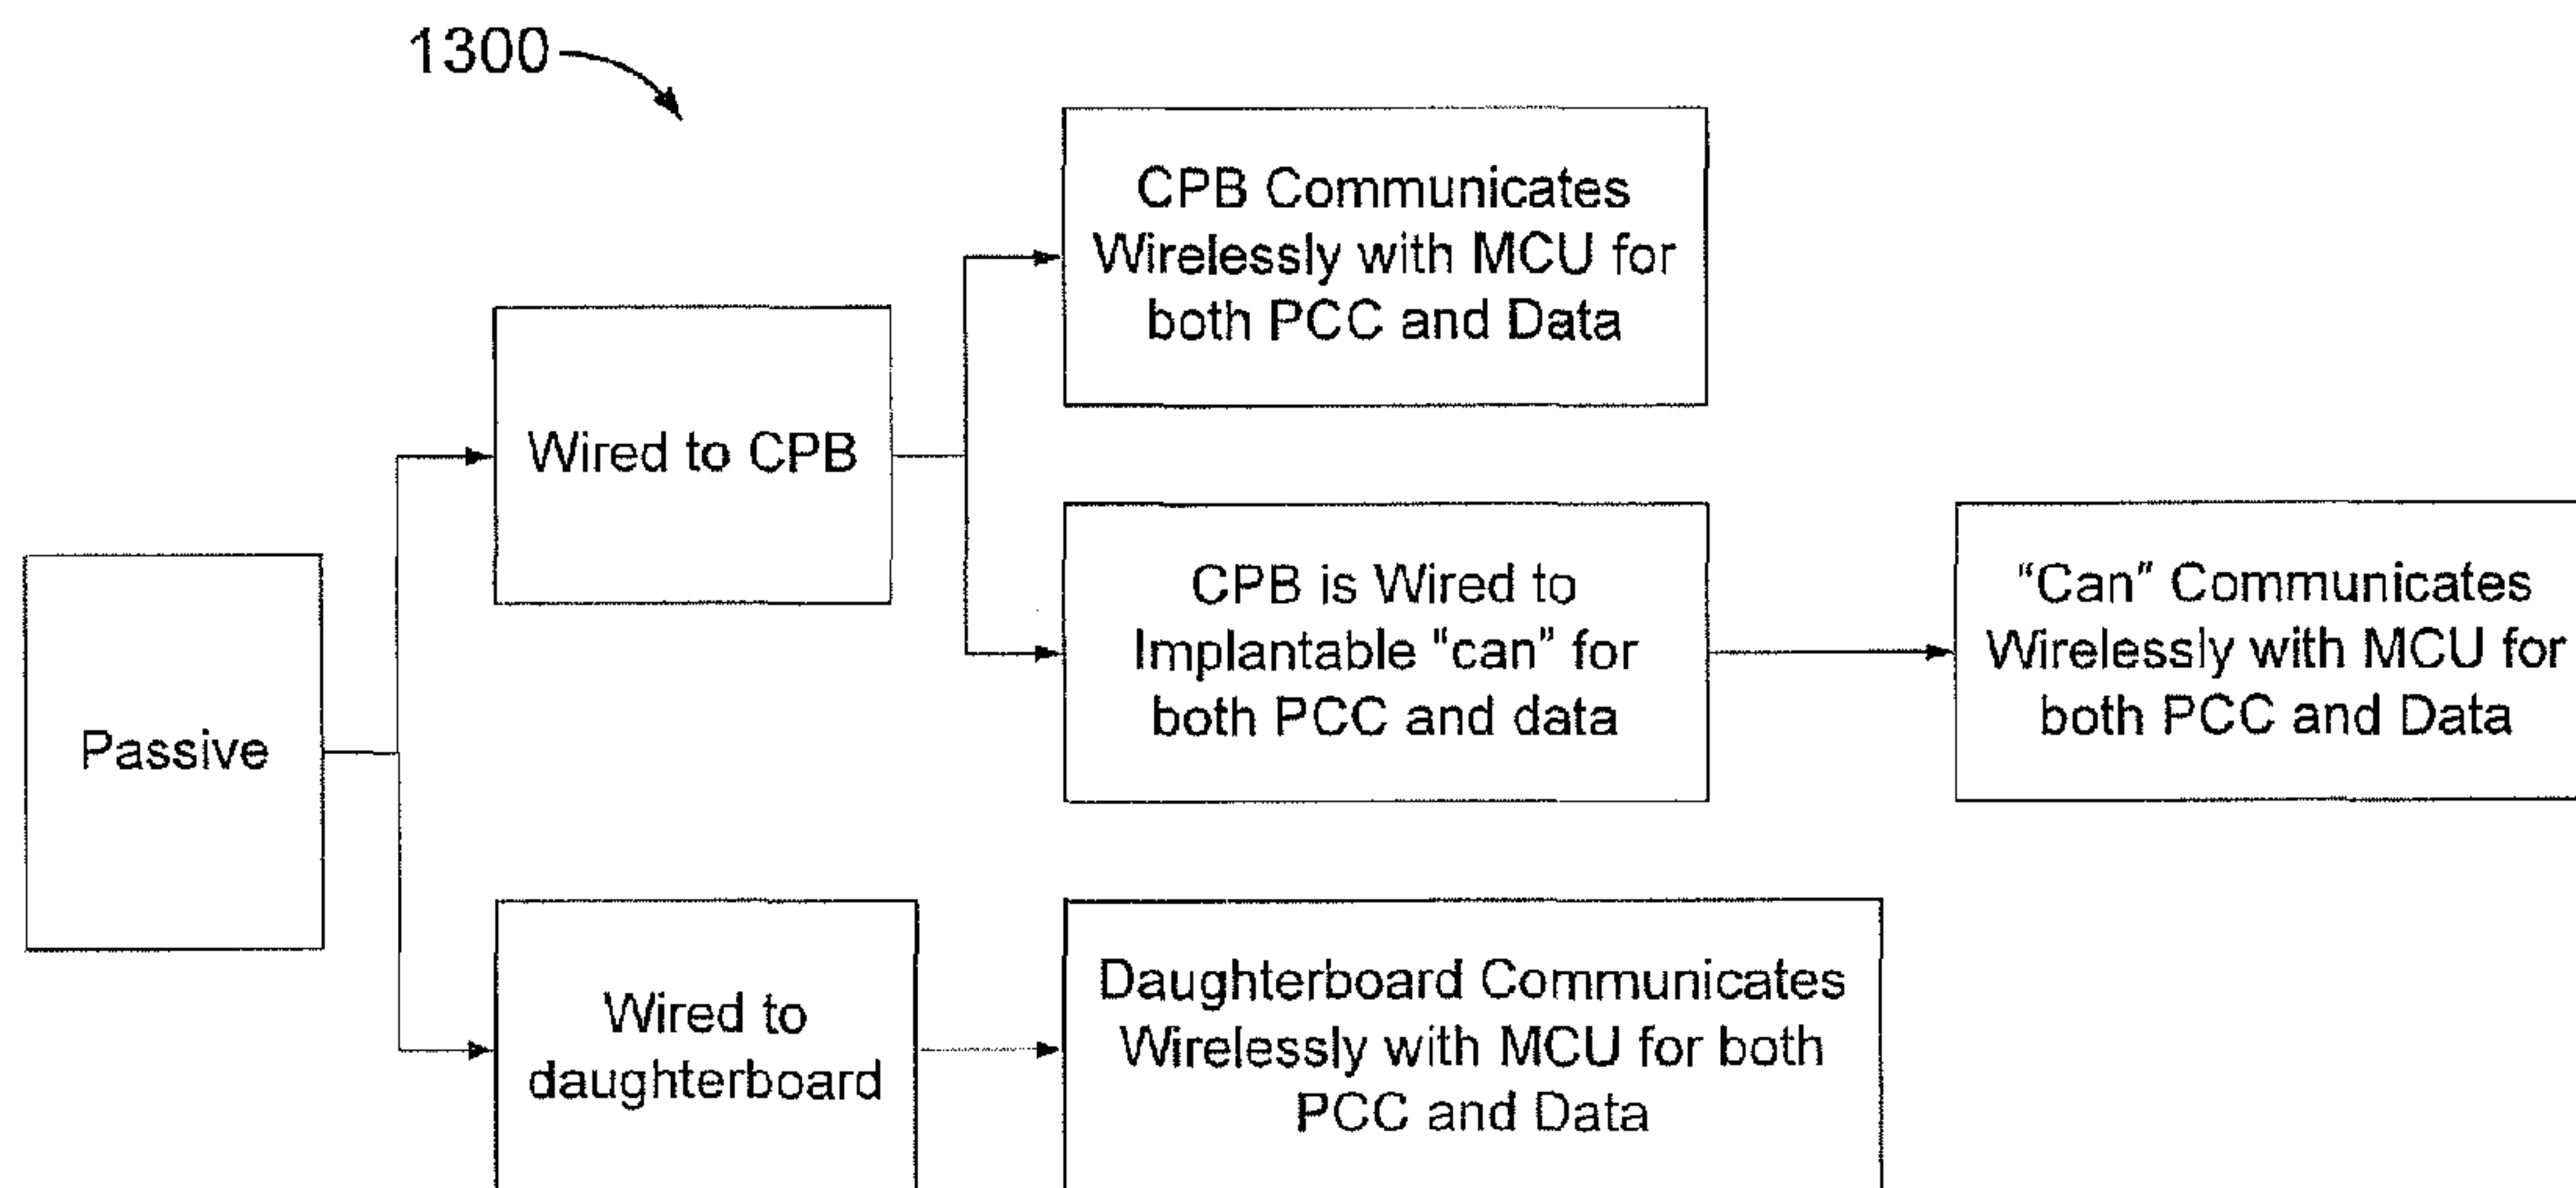 1300
CPB Communicates
Wirelessly with MCU for
both PCC and Data
Wired to CPB
CPB is Wired to
Implantable "can" for
both PCC and data
"Can" Communicates
Wirelessly with MCU for
both PCC and Data
Passive
Wired to
daughterboard
Daughterboard Communicates
Wirelessly with MCU for both
PCC and Data